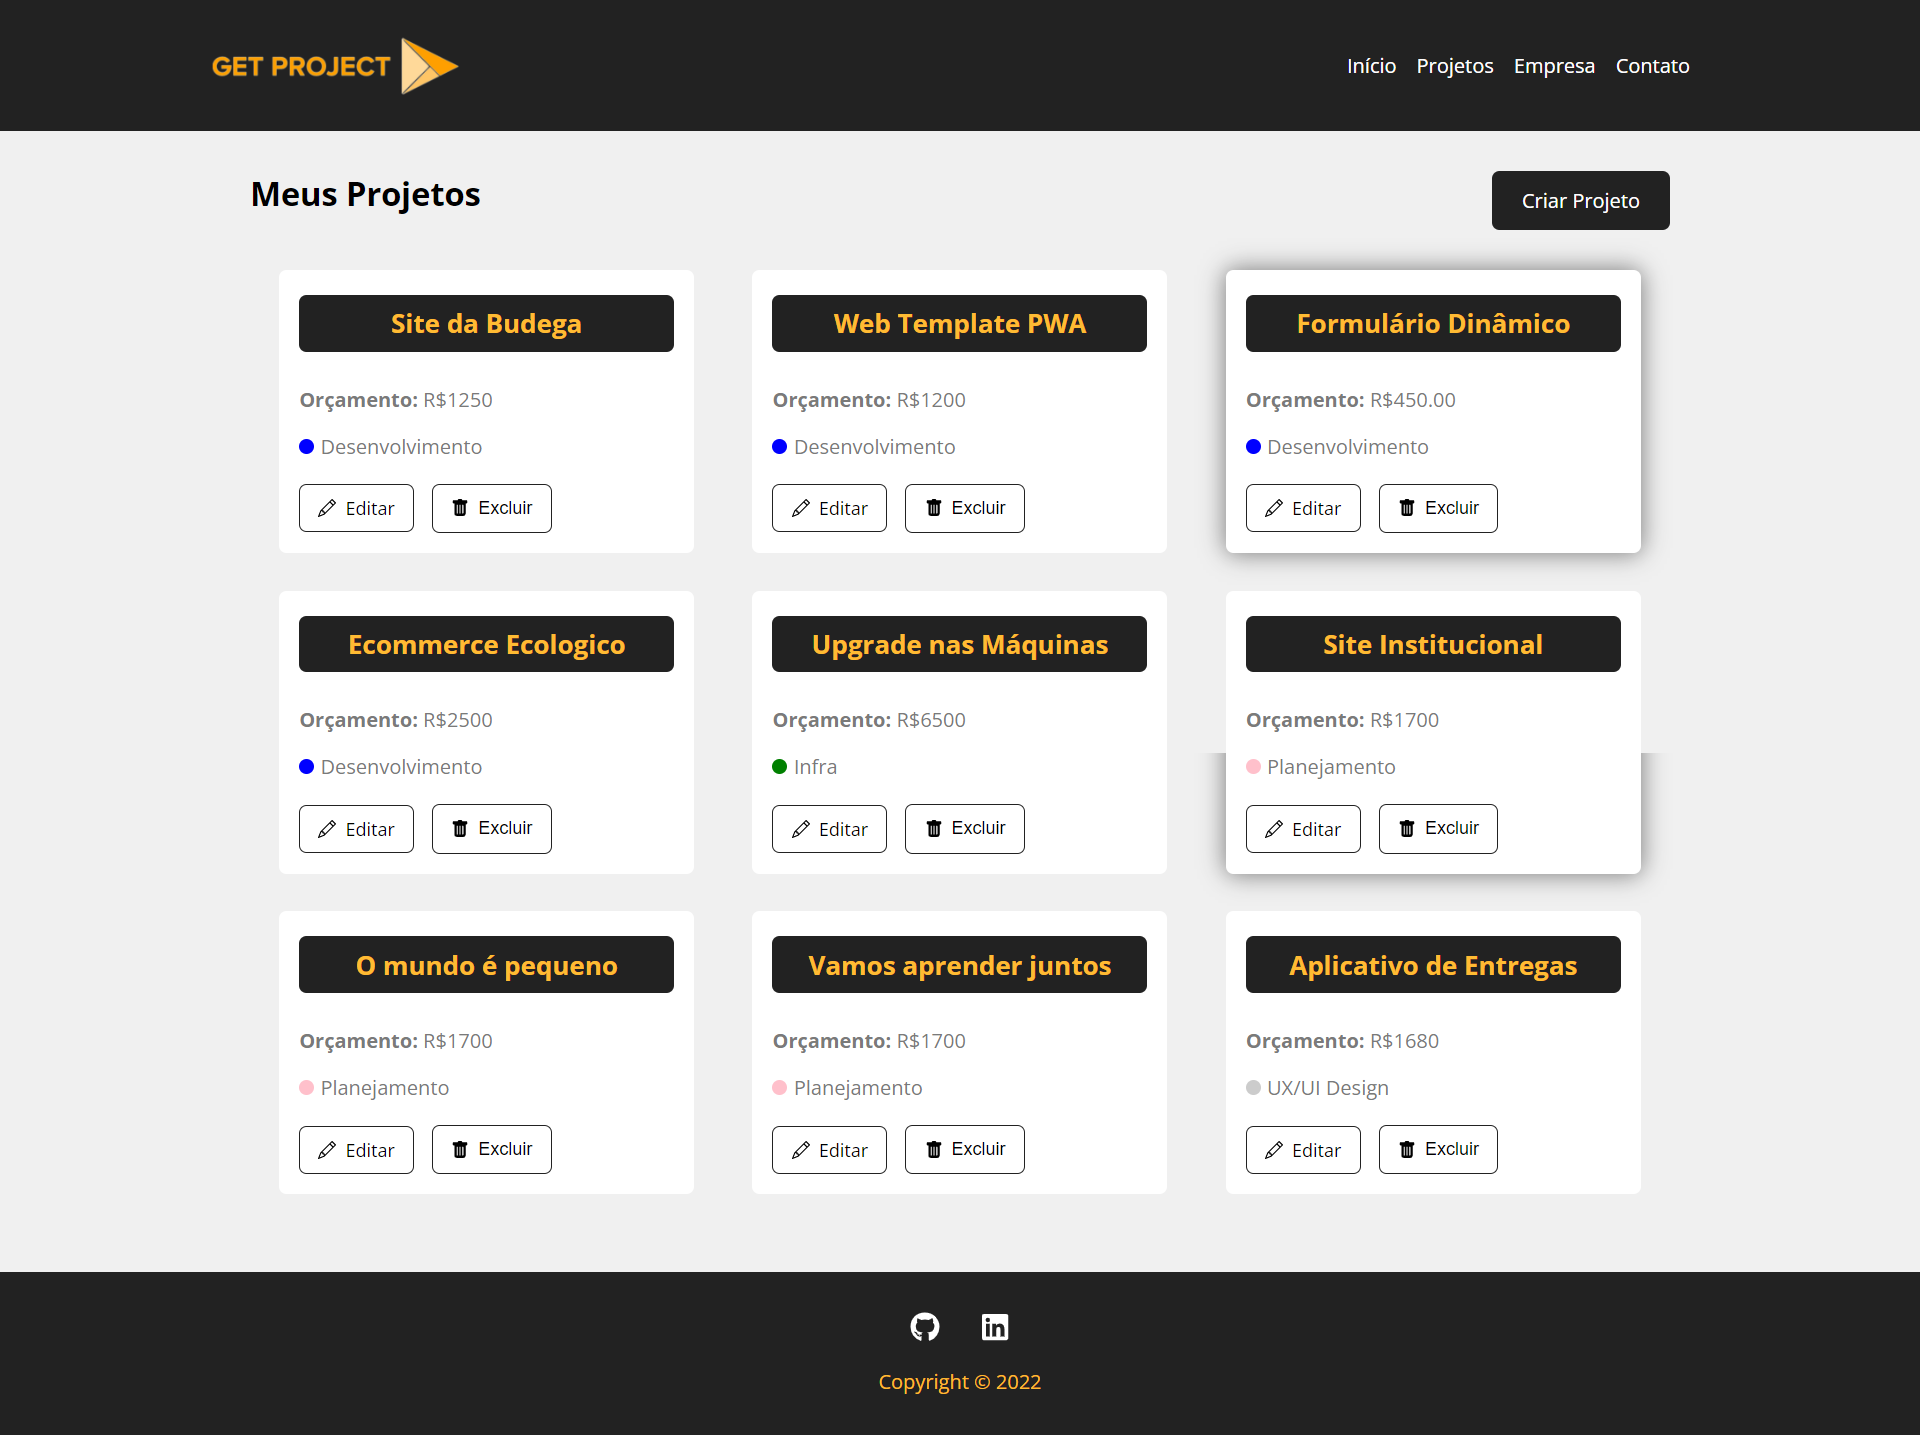 GET PROJECT
Início Projetos Empresa Contato
Meus Projetos
Criar Projeto
Site da Budega
Orçamento: R$1250
Desenvolvimento
Editar Excluir
Web Template PWA
Orçamento: R$1200
Desenvolvimento
Editar Excluir
Formulário Dinâmico
Orçamento: R$450.00
Desenvolvimento
Editar Excluir
Ecommerce Ecologico
Orçamento: R$2500
Desenvolvimento
Editar Excluir
Upgrade nas Máquinas
Orçamento: R$6500
Infra
Editar Excluir
Site Institucional
Orçamento: R$1700
Planejamento
Editar Excluir
O mundo é pequeno
Orçamento: R$1700
Planejamento
Editar Excluir
Vamos aprender juntos
Orçamento: R$1700
Planejamento
Editar Excluir
Aplicativo de Entregas
Orçamento: R$1680
UX/UI Design
Editar Excluir
in
Copyright © 2022